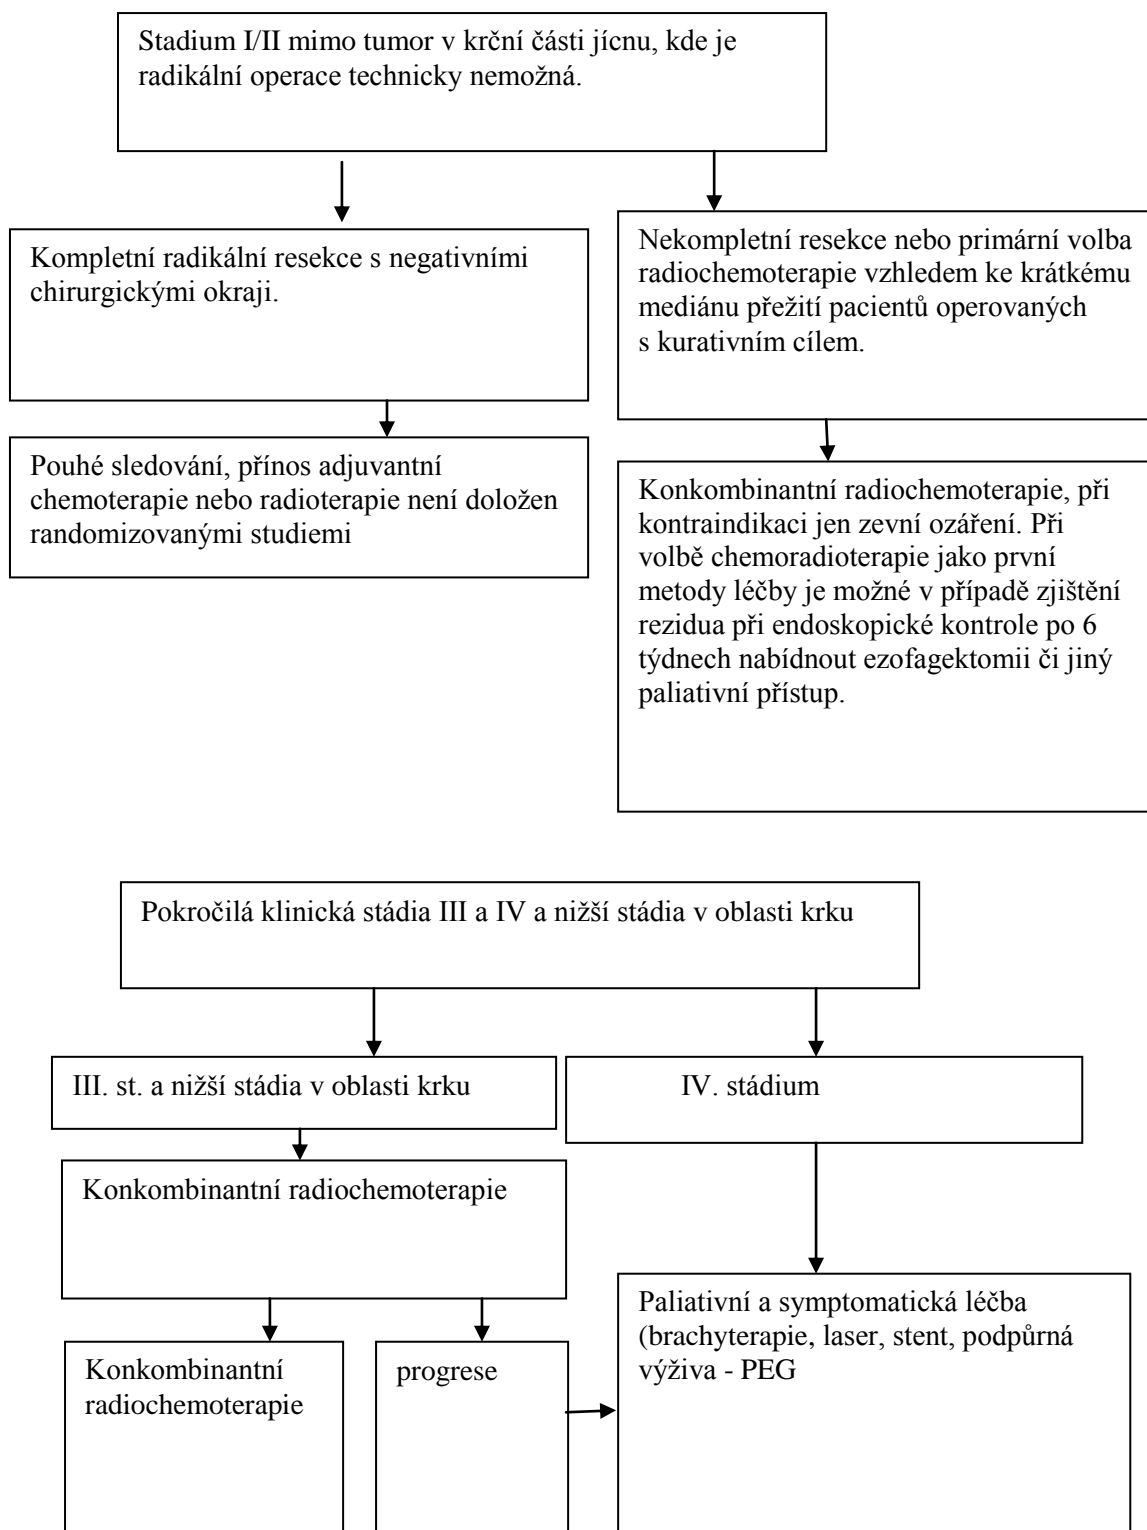 Stadium I/II mimo tumor v krční části jícnu, kde je
radikální operace technicky nemožná.
Kompletní radikální resekce s negativními
chirurgickými okraji.
Nekompletní resekce nebo primární volba
radiochemoterapie vzhledem ke krátkému
mediánu přežití pacientů operovaných
s kurativním cílem.
Pouhé sledování, přínos adjuvantní
chemoterapie nebo radioterapie není doložen
randomizovanými studiemi
Konkombinantní radiochemoterapie, při
kontraindikaci jen zevní ozáření. Při
volbě chemoradioterapie jako první
metody léčby je možné v případě zjištění
rezidua při endoskopické kontrole po 6
týdnech nabídnout ezofagektomii či jiný
paliativní přístup.
Pokročilá klinická stádia III a IV a nižší stádia v oblasti krku
III. st. a nižší stádia v oblasti krku
IV. stádium
Konkombinantní radiochemoterapie
Konkombinantní
radiochemoterapie
progrese
Paliativní a symptomatická léčba
(brachyterapie, laser, stent, podpůrná
výživa - PEG